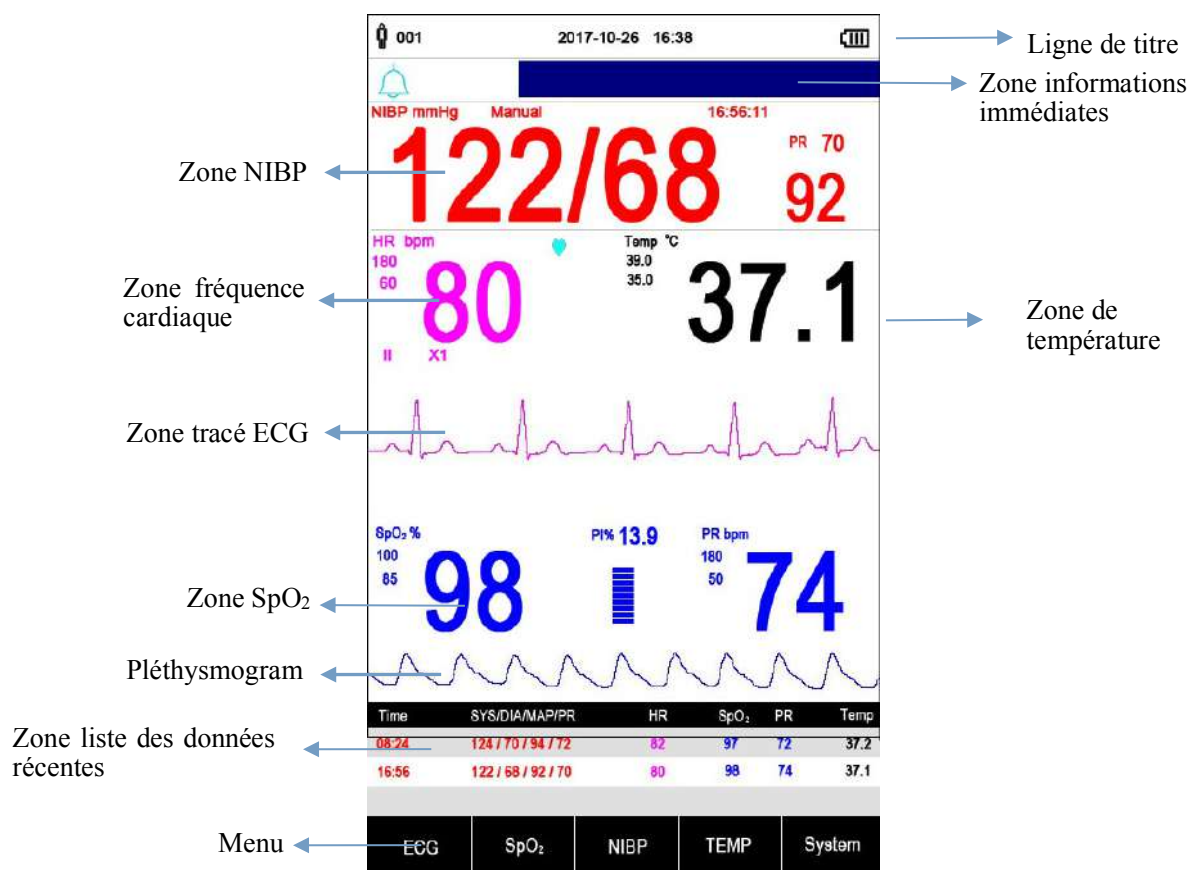 001 2017-10-26 16:38
Ligne de titre
Zone informations
immédiates
NIBP mmHg Manual 16:56:11
PR 70
122/68
92
Zone NIBP
HR bpm
180
60
80
II X1
Temp °C
39.0
35.0
37.1
Zone fréquence
cardiaque
Zone de
température
Zone tracé ECG
SpO₂ %
100
85
98
PI% 13.9
PR bpm
180
50
74
Zone SpO₂
Pléthysmogram
Time SYS/DIA/MAP/PR HR SpO₂ PR Temp
08:24 124 / 70 / 94 / 72 82 97 72 37.2
16:56 122 / 68 / 92 / 70 80 98 74 37.1
Zone liste des données
récentes
Menu
ECG SpO₂ NIBP TEMP System